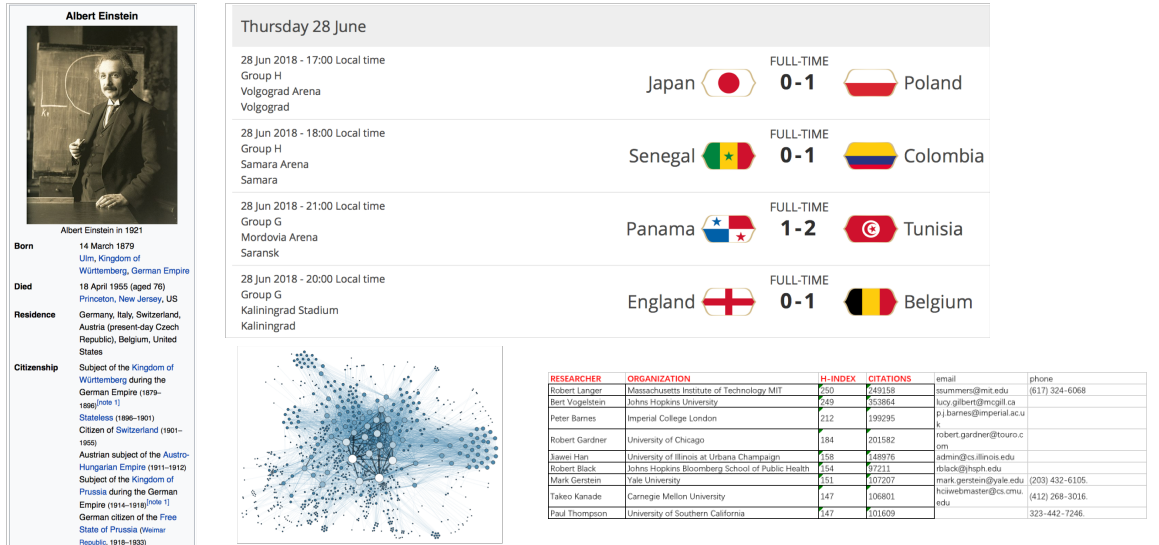 Albert Einstein
Albert Einstein in 1921
Born 14 March 1879
Ulm, Kingdom of
Württemberg, German Empire
Died 18 April 1955 (aged 76)
Princeton, New Jersey, US
Residence Germany, Italy, Switzerland,
Austria (present-day Czech
Republic), Belgium, United
States
Citizenship Subject of the Kingdom of
Württemberg during the
German Empire (1879–
1896)[note 1]
Stateless (1896–1901)
Citizen of Switzerland (1901–
1955)
Austrian subject of the Austro-
Hungarian Empire (1911–1912)
Subject of the Kingdom of
Prussia during the German
Empire (1914–1918)[note 1]
German citizen of the Free
State of Prussia (Weimar
Republic, 1918–1933)
Thursday 28 June
28 Jun 2018 - 17:00 Local time
Group H
Volgograd Arena
Volgograd
FULL-TIME
Japan 0-1 Poland
28 Jun 2018 - 18:00 Local time
Group H
Samara Arena
Samara
FULL-TIME
Senegal 0-1 Colombia
28 Jun 2018 - 21:00 Local time
Group G
Mordovia Arena
Saransk
FULL-TIME
Panama 1-2 Tunisia
28 Jun 2018 - 20:00 Local time
Group G
Kaliningrad Stadium
Kaliningrad
FULL-TIME
England 0-1 Belgium
RESEARCHER ORGANIZATION H-INDEX CITATIONS email phone
Robert Langer Massachusetts Institute of Technology MIT 250 249158 ssummers@mit.edu (617) 324-6068
Bert Vogelstein Johns Hopkins University 249 353864 lucy.gilbert@mcgill.ca
Peter Barnes Imperial College London 212 199295 p.j.barnes@imperial.ac.u
k
Robert Gardner University of Chicago 184 201582 robert.gardner@touro.c
om
Jiawei Han University of Illinois at Urbana Champaign 158 148976 admin@cs.illinois.edu
Robert Black Johns Hopkins Bloomberg School of Public Health 154 97211 rblack@jhsph.edu
Mark Gerstein Yale University 151 107207 mark.gerstein@yale.edu (203) 432-6105.
Takeo Kanade Carnegie Mellon University 147 106801 hciiwebmaster@cs.cmu.
edu (412) 268-3016.
Paul Thompson University of Southern California 147 101609 323-442-7246.